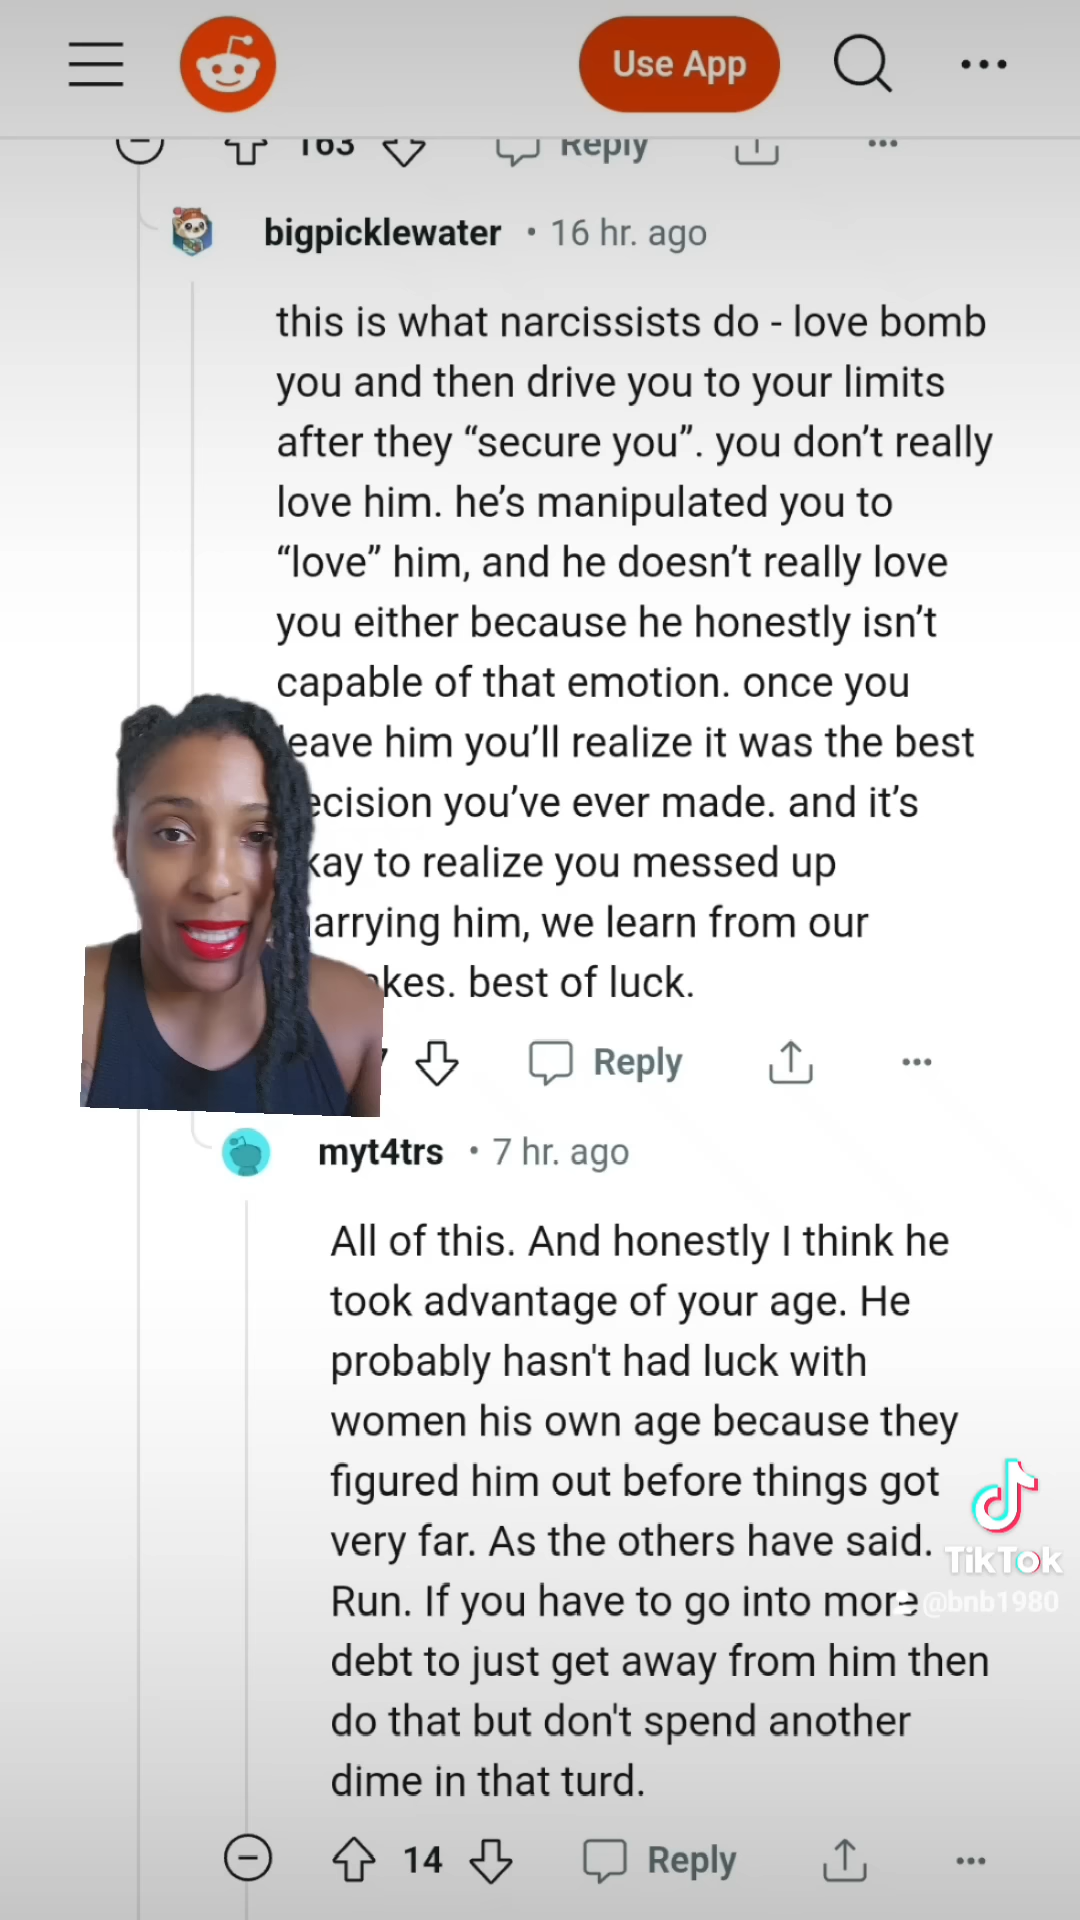 Use App
163 Reply
bigpicklewater • 16 hr. ago
this is what narcissists do - love bomb
you and then drive you to your limits
after they “secure you”. you don’t really
love him. he’s manipulated you to
“love” him, and he doesn’t really love
you either because he honestly isn’t
capable of that emotion. once you
eave him you’ll realize it was the best
ecision you’ve ever made. and it’s
kay to realize you messed up
arrying him, we learn from our
akes. best of luck.
Reply
myt4trs • 7 hr. ago
All of this. And honestly I think he
took advantage of your age. He
probably hasn't had luck with
women his own age because they
figured him out before things got
very far. As the others have said.
Run. If you have to go into more
debt to just get away from him then
do that but don't spend another
dime in that turd.
TikTok
@bnb1980
14 Reply